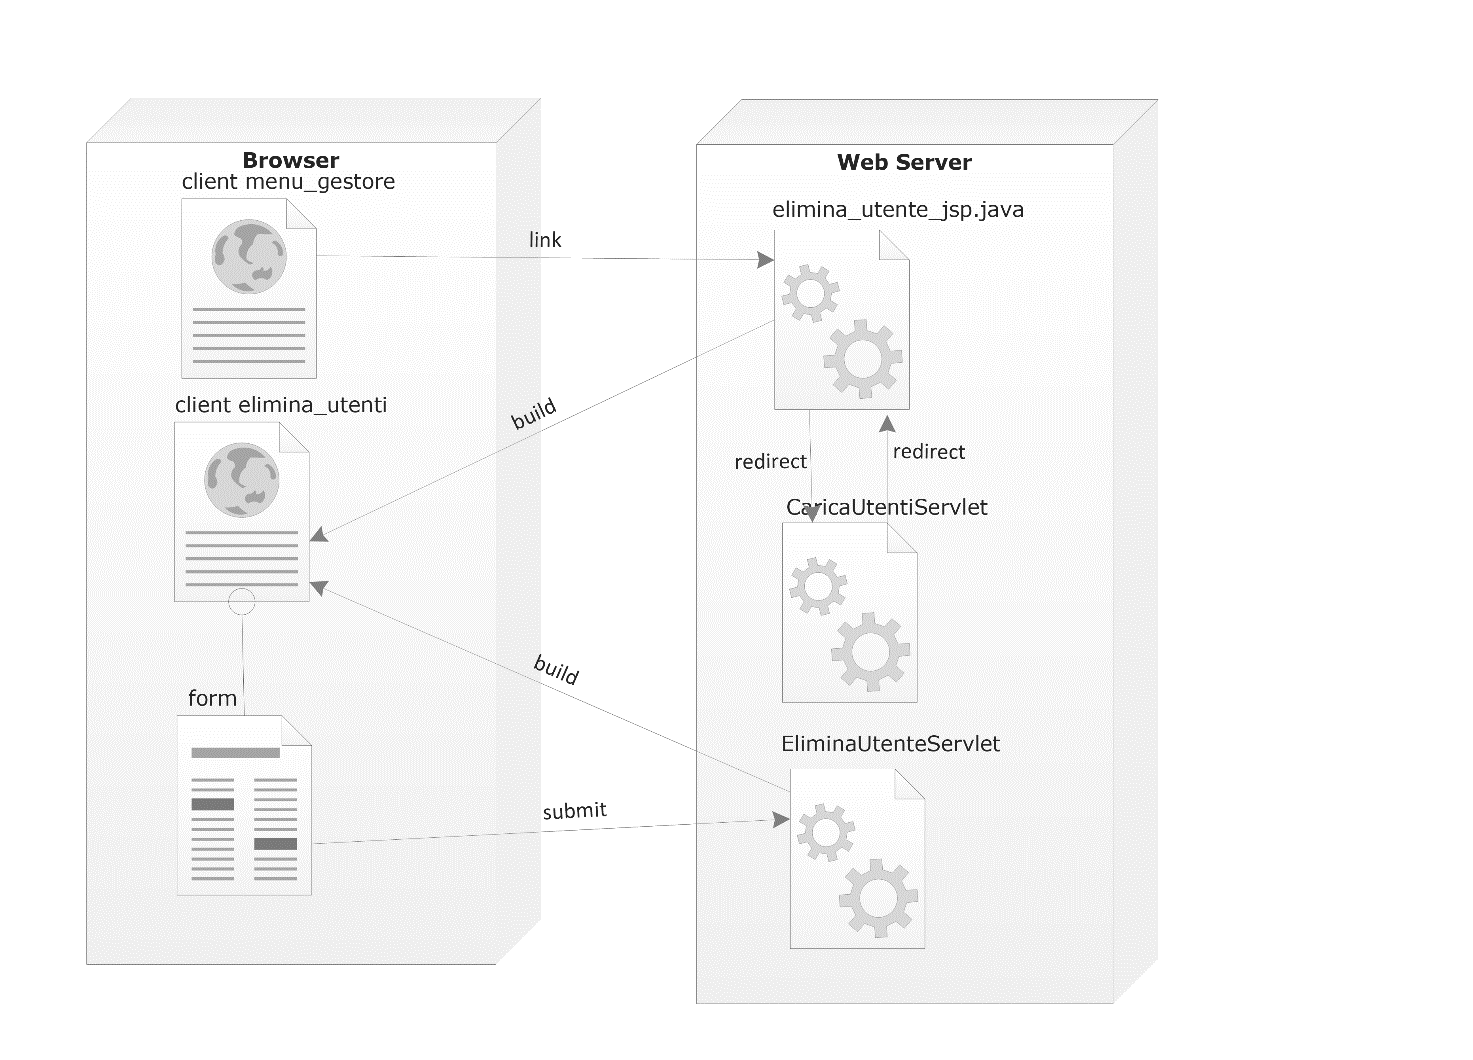 Browser
client menu_gestore
Web Server
elimina_utente_jsp.java
link
client elimina_utenti
build
redirect
redirect
CaricaUtentiServlet
build
form
EliminaUtenteServlet
submit